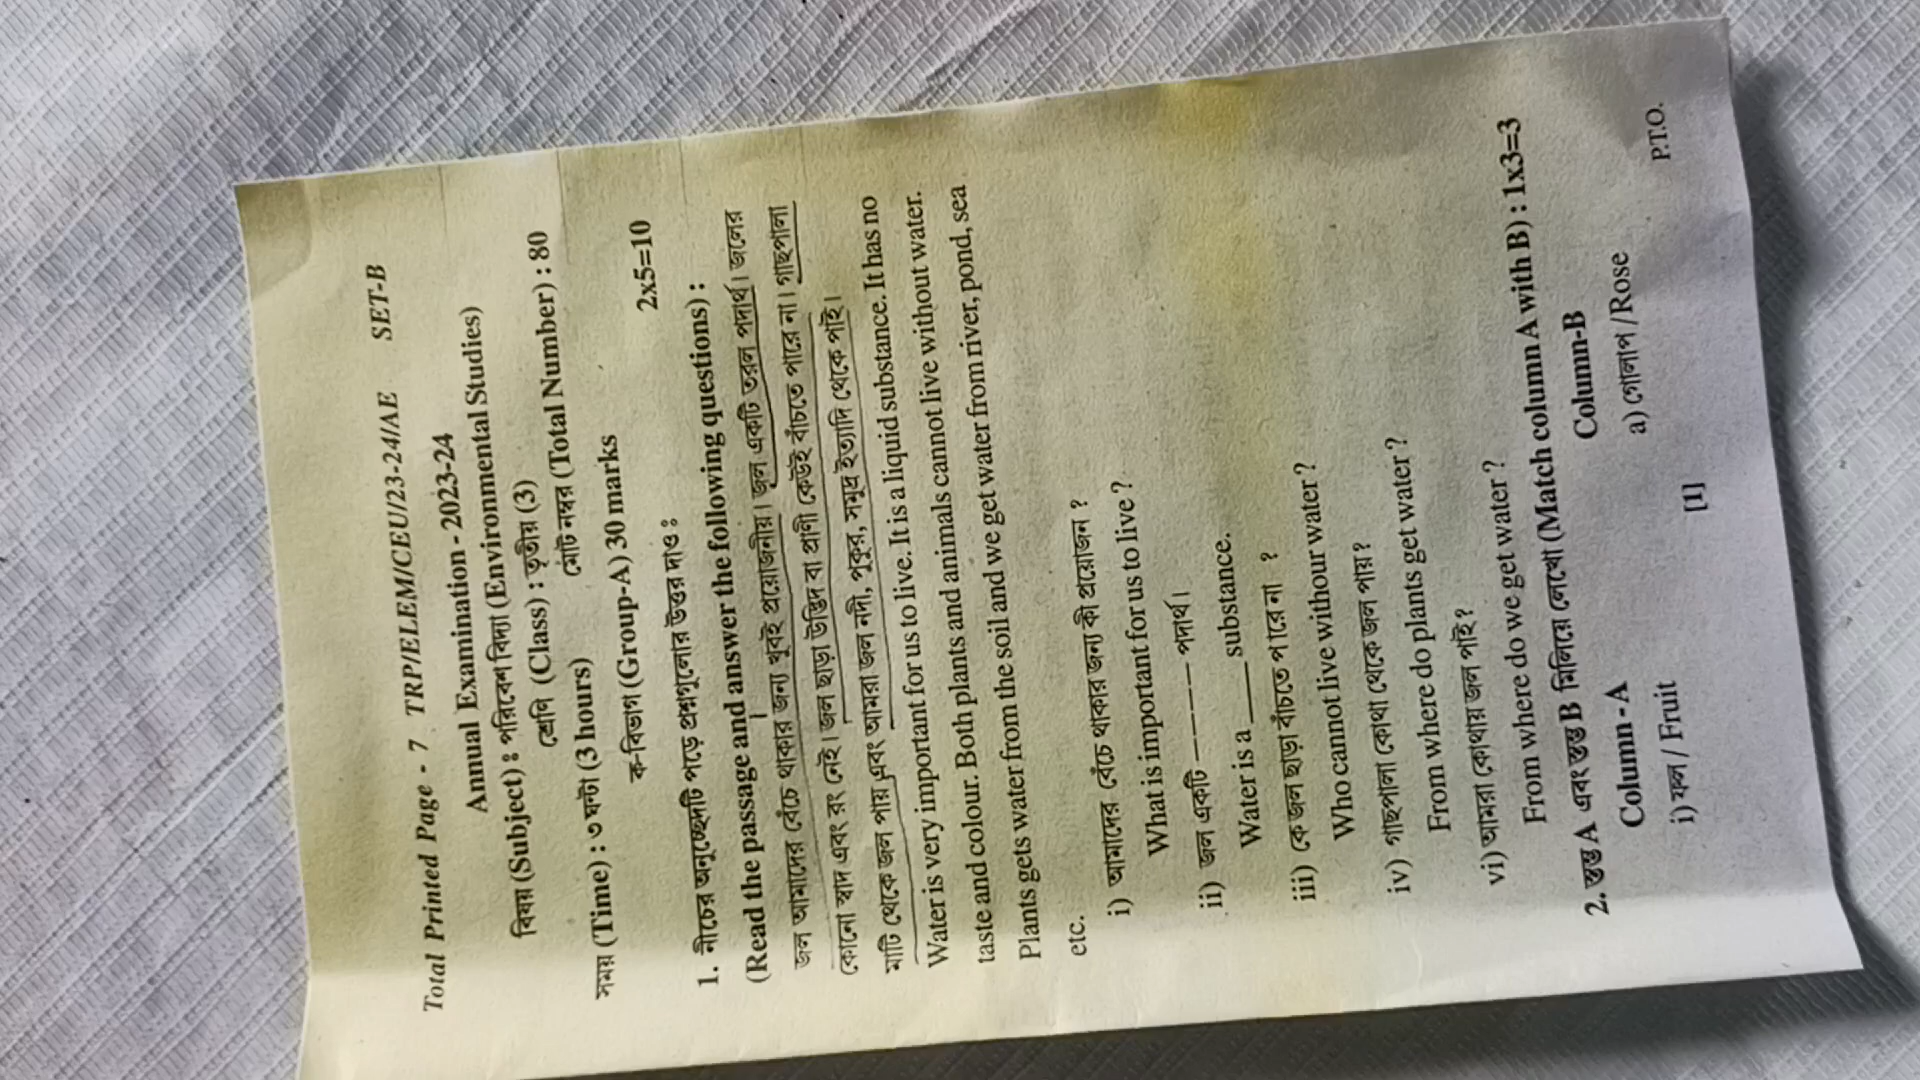 Total Printed Page - 7 TRP/ELEM/CEU/23-24/AE SET-B
Annual Examination - 2023-24
বিষয় (Subject) ঃ পরিবেশ বিদ্যা (Environmental Studies)
শ্রেণি (Class) : তৃতীয় (3)
সময় (Time) : ৩ ঘন্টা (3 hours) মোট নম্বর (Total Number) : 80
ক-বিভাগ (Group-A) 30 marks
2x5=10
1. নীচের অনুচ্ছেদটি পড়ে প্রশ্নগুলোর উত্তর দাও ঃ
(Read the passage and answer the following questions) :
জল আমাদের বেঁচে থাকার জন্য খুবই প্রয়োজনীয়। জল একটি তরল পদার্থ। জলের
কোনো স্বাদ এবং রং নেই। জল ছাড়া উদ্ভিদ বা প্রাণী কেউই বাঁচতে পারে না। গাছপালা
মাটি থেকে জল পায় এবং আমরা জল নদী, পুকুর, সমুদ্র ইত্যাদি থেকে পাই।
Water is very important for us to live. It is a liquid substance. It has no
taste and colour. Both plants and animals cannot live without water.
Plants gets water from the soil and we get water from river, pond, sea
etc.
i) আমাদের বেঁচে থাকার জন্য কী প্রয়োজন ?
What is important for us to live ?
ii) জল একটি ———— পদার্থ।
Water is a ____ substance.
iii) কে জল ছাড়া বাঁচতে পারে না ?
Who cannot live withour water ?
iv) গাছপালা কোথা থেকে জল পায় ?
From where do plants get water ?
vi) আমরা কোথায় জল পাই ?
From where do we get water ?
2. স্তম্ভ A এবং স্তম্ভ B মিলিয়ে লেখো (Match column A with B) : 1x3=3
Column - A Column-B
i) ফল / Fruit a) গোলাপ / Rose
[1] P.T.O.